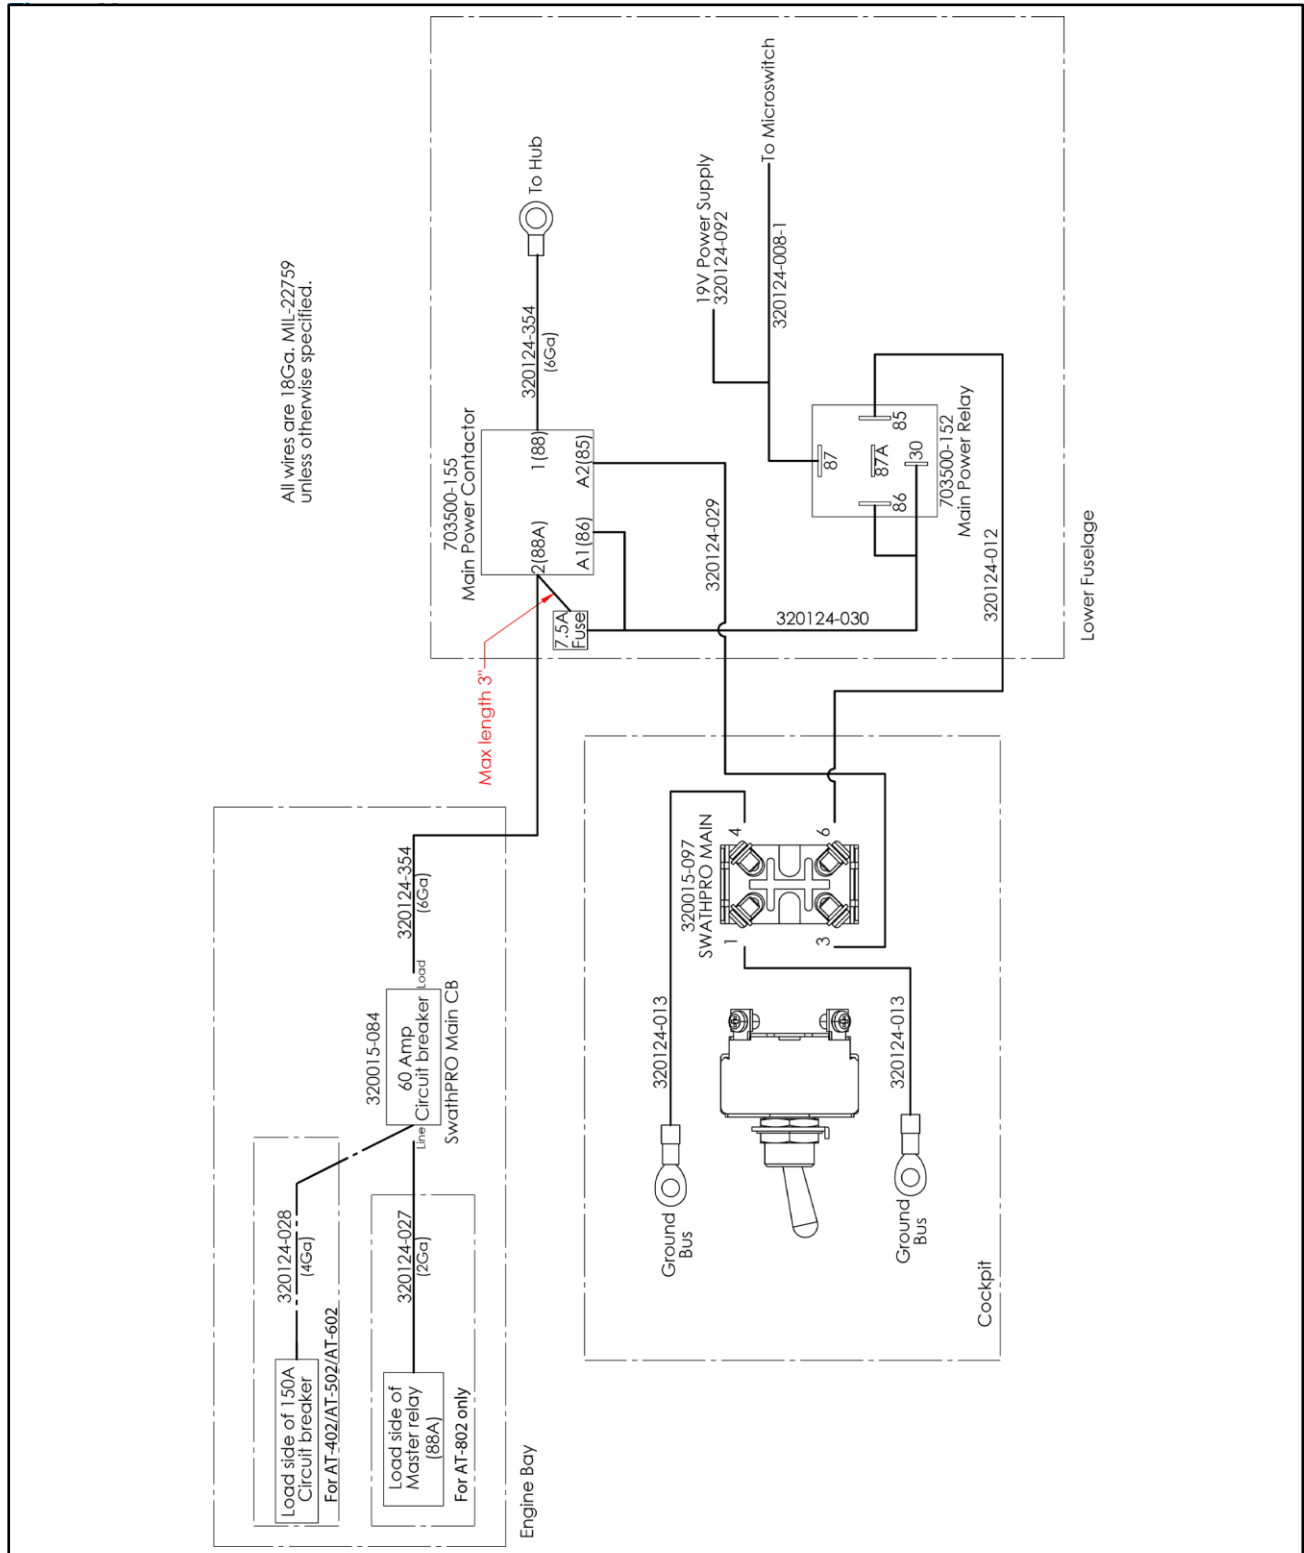 All wires are 18Ga. MIL-22759
unless otherwise specified.
Engine Bay
Load side of 150A
Circuit breaker
For AT-402/AT-502/AT-602
320124-028
(4Ga)
Load side of
Master relay
(88A)
For AT-802 only
320124-027
(2Ga)
320015-084
60 Amp
Circuit breaker
Line
Load
SwathPRO Main CB
320124-354
(6Ga)
Max length 3"
703500-155
Main Power Contactor
2(88A)
1(88)
A1(86)
A2(85)
7.5A
Fuse
320124-354
(6Ga)
To Hub
320124-029
320124-030
19V Power Supply
320124-092
320124-008-1
To Microswitch
87
87A
86
85
30
703500-152
Main Power Relay
320124-012
Lower Fuselage
Cockpit
Ground
Bus
320124-013
320015-097
SWATHPRO MAIN
1
4
3
6
320124-013
Ground
Bus